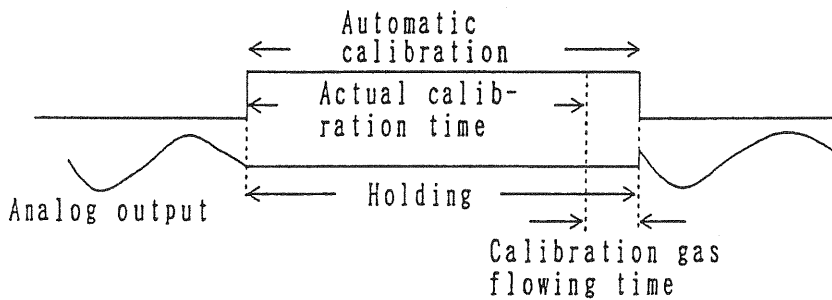 Automatic
calibration
Actual calib-
ration time
Holding
Analog output
Calibration gas
flowing time